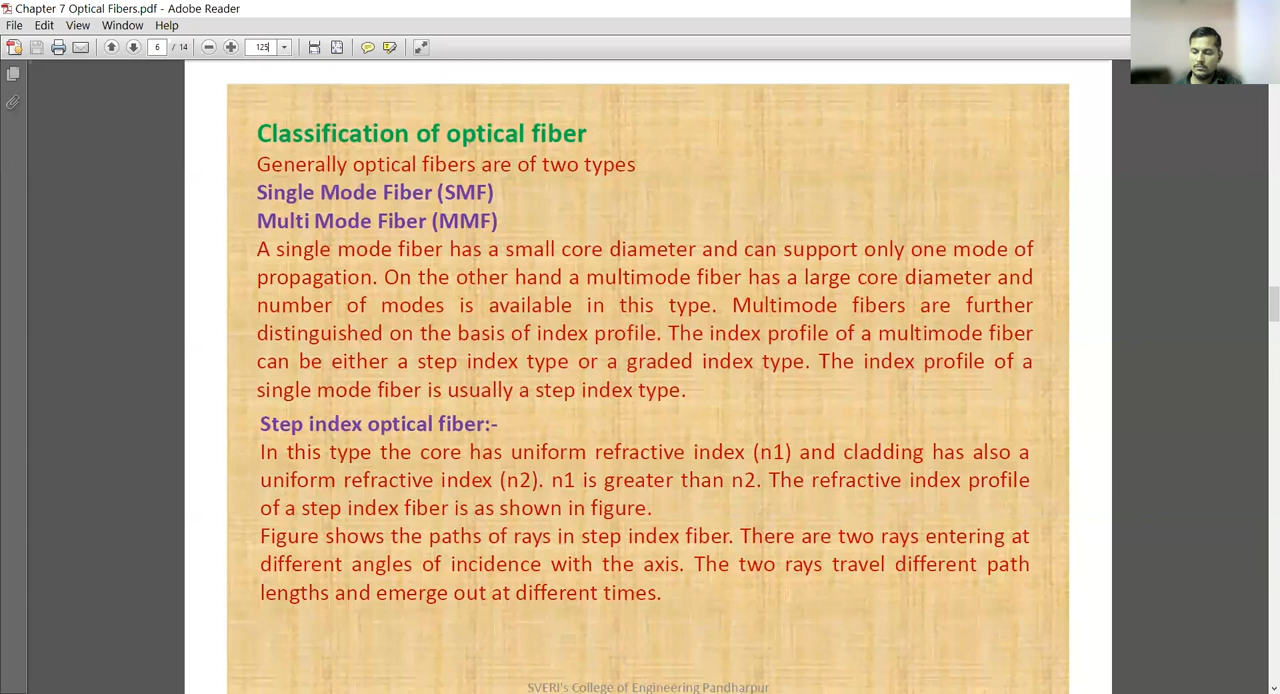 Chapter 7 Optical Fibers.pdf - Adobe Reader
File Edit View Window Help
6 / 14 125
Classification of optical fiber
Generally optical fibers are of two types
Single Mode Fiber (SMF)
Multi Mode Fiber (MMF)
A single mode fiber has a small core diameter and can support only one mode of
propagation. On the other hand a multimode fiber has a large core diameter and
number of modes is available in this type. Multimode fibers are further
distinguished on the basis of index profile. The index profile of a multimode fiber
can be either a step index type or a graded index type. The index profile of a
single mode fiber is usually a step index type.
Step index optical fiber:-
In this type the core has uniform refractive index (n1) and cladding has also a
uniform refractive index (n2). n1 is greater than n2. The refractive index profile
of a step index fiber is as shown in figure.
Figure shows the paths of rays in step index fiber. There are two rays entering at
different angles of incidence with the axis. The two rays travel different path
lengths and emerge out at different times.
SVERI's College of Engineering Pandharpur